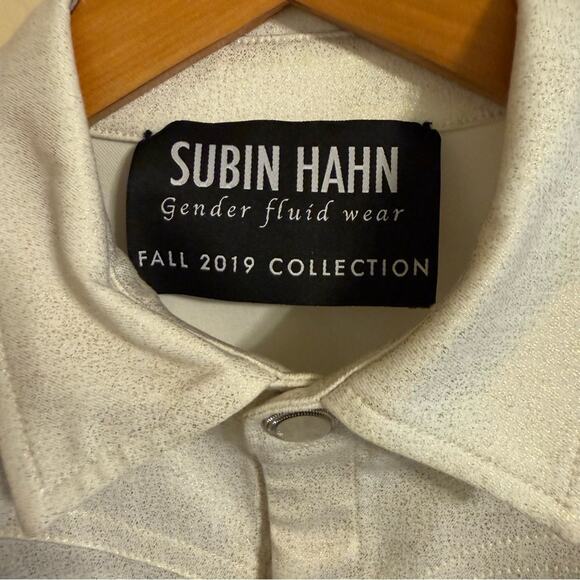 SUBIN HAHN
Gender fluid wear
FALL 2019 COLLECTION